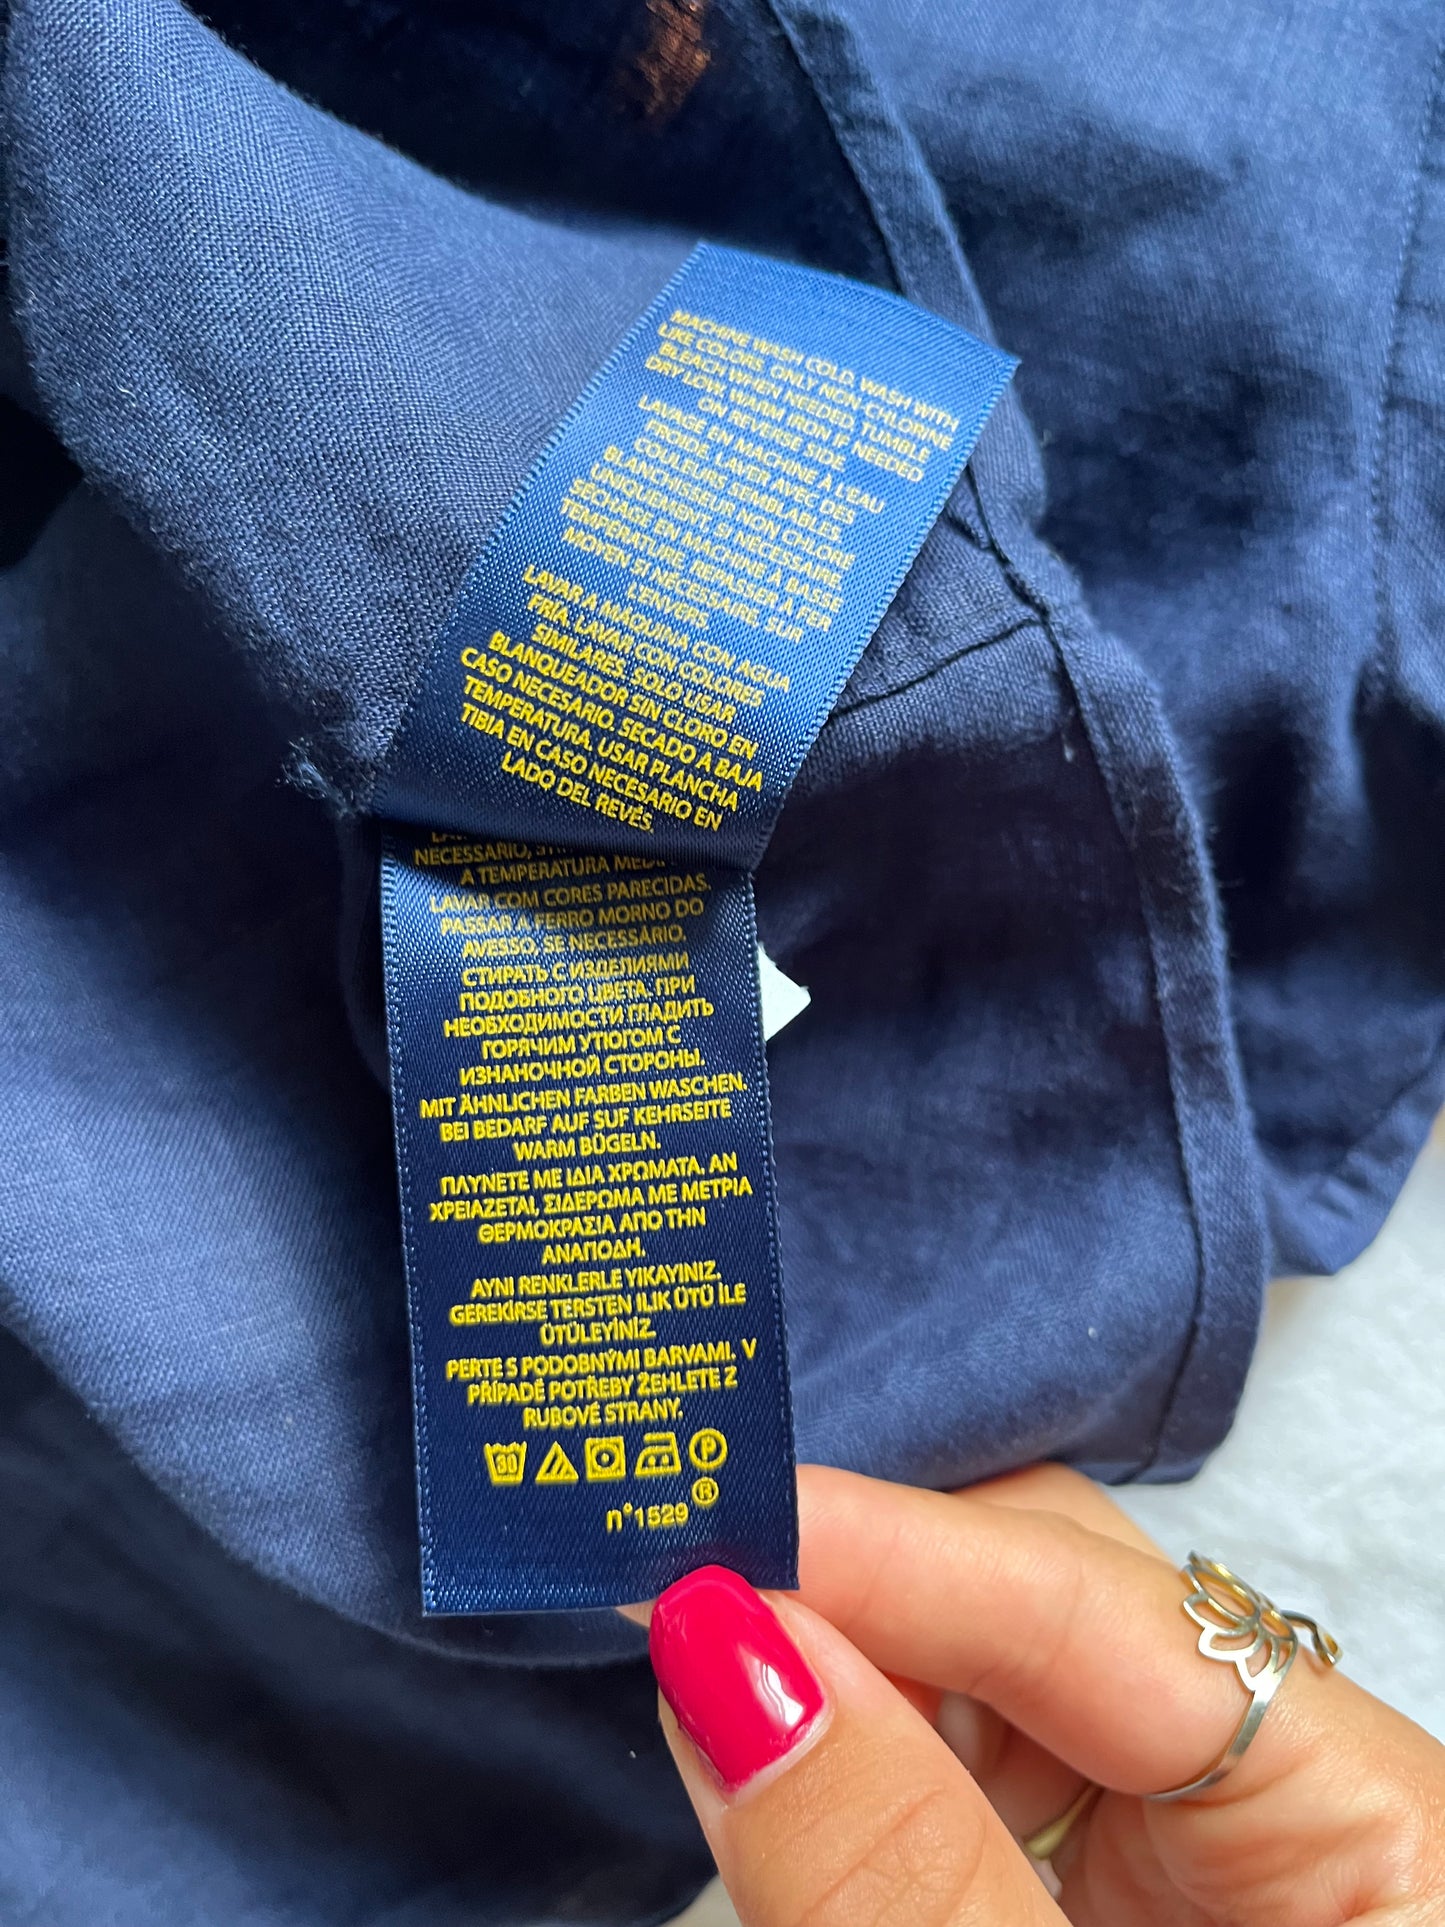 MACHINE WASH COLD. WASH WITH
LIKE COLORS. ONLY NON-CHLORINE
BLEACH WHEN NEEDED. TUMBLE
DRY LOW. WARM IRON IF NEEDED
ON REVERSE SIDE
LAVAGE EN MACHINE À L'EAU
FROIDE. LAVER AVEC DES
COULEURS SEMBLABLES.
BLANCHISSEUR NON CHLORÉ
UNIQUEMENT, SI NÉCESSAIRE.
SÉCHAGE EN MACHINE À BASSE
TEMPÉRATURE. REPASSER À FER
MOYEN SI NÉCESSAIRE, SUR
L'ENVERS.
LAVAR A MÁQUINA CON AGUA
FRÍA. LAVAR CON COLORES
SIMILARES. SOLO USAR
BLANQUEADOR SIN CLORO EN
CASO NECESARIO. SECADO A BAJA
TEMPERATURA. USAR PLANCHA
TIBIA EN CASO NECESARIO EN
LADO DEL REVÉS.
NECESSARIO,
A TEMPERATURA
LAVAR COM CORES PARECIDAS.
PASSAR A FERRO MORNO DO
AVESSO, SE NECESSÁRIO.
СТИРАТЬ С ИЗДЕЛИЯМИ
ПОДОБНОГО ЦВЕТА. ПРИ
НЕОБХОДИМОСТИ ГЛАДИТЬ
ГОРЯЧИМ УТЮГОМ С
ИЗНАНОЧНОЙ СТОРОНЫ.
MIT ÄHNLICHEN FARBEN WASCHEN.
BEI BEDARF AUF SUF KEHRSEITE
WARM BÜGELN.
ΠΛΥΝΕΤΕ ΜΕ ΙΔΙΑ ΧΡΩΜΑΤΑ. ΑΝ
ΧΡΕΙΑΖΕΤΑΙ, ΣΙΔΕΡΩΜΑ ΜΕ ΜΕΤΡΙΑ
ΘΕΡΜΟΚΡΑΣΙΑ ΑΠΟ ΤΗΝ
ΑΝΑΠΟΔΗ.
AYNI RENKLERLE YIKAYINIZ.
GEREKİRSE TERSTEN ILIK ÜTÜ İLE
ÜTÜLEYİNİZ.
PERTE S PODOBNÝMI BARVAMI. V
PŘÍPADĚ POTŘEBY ŽEHLETE Z
RUBOVÉ STRANY.
30 P
n°1529 ®